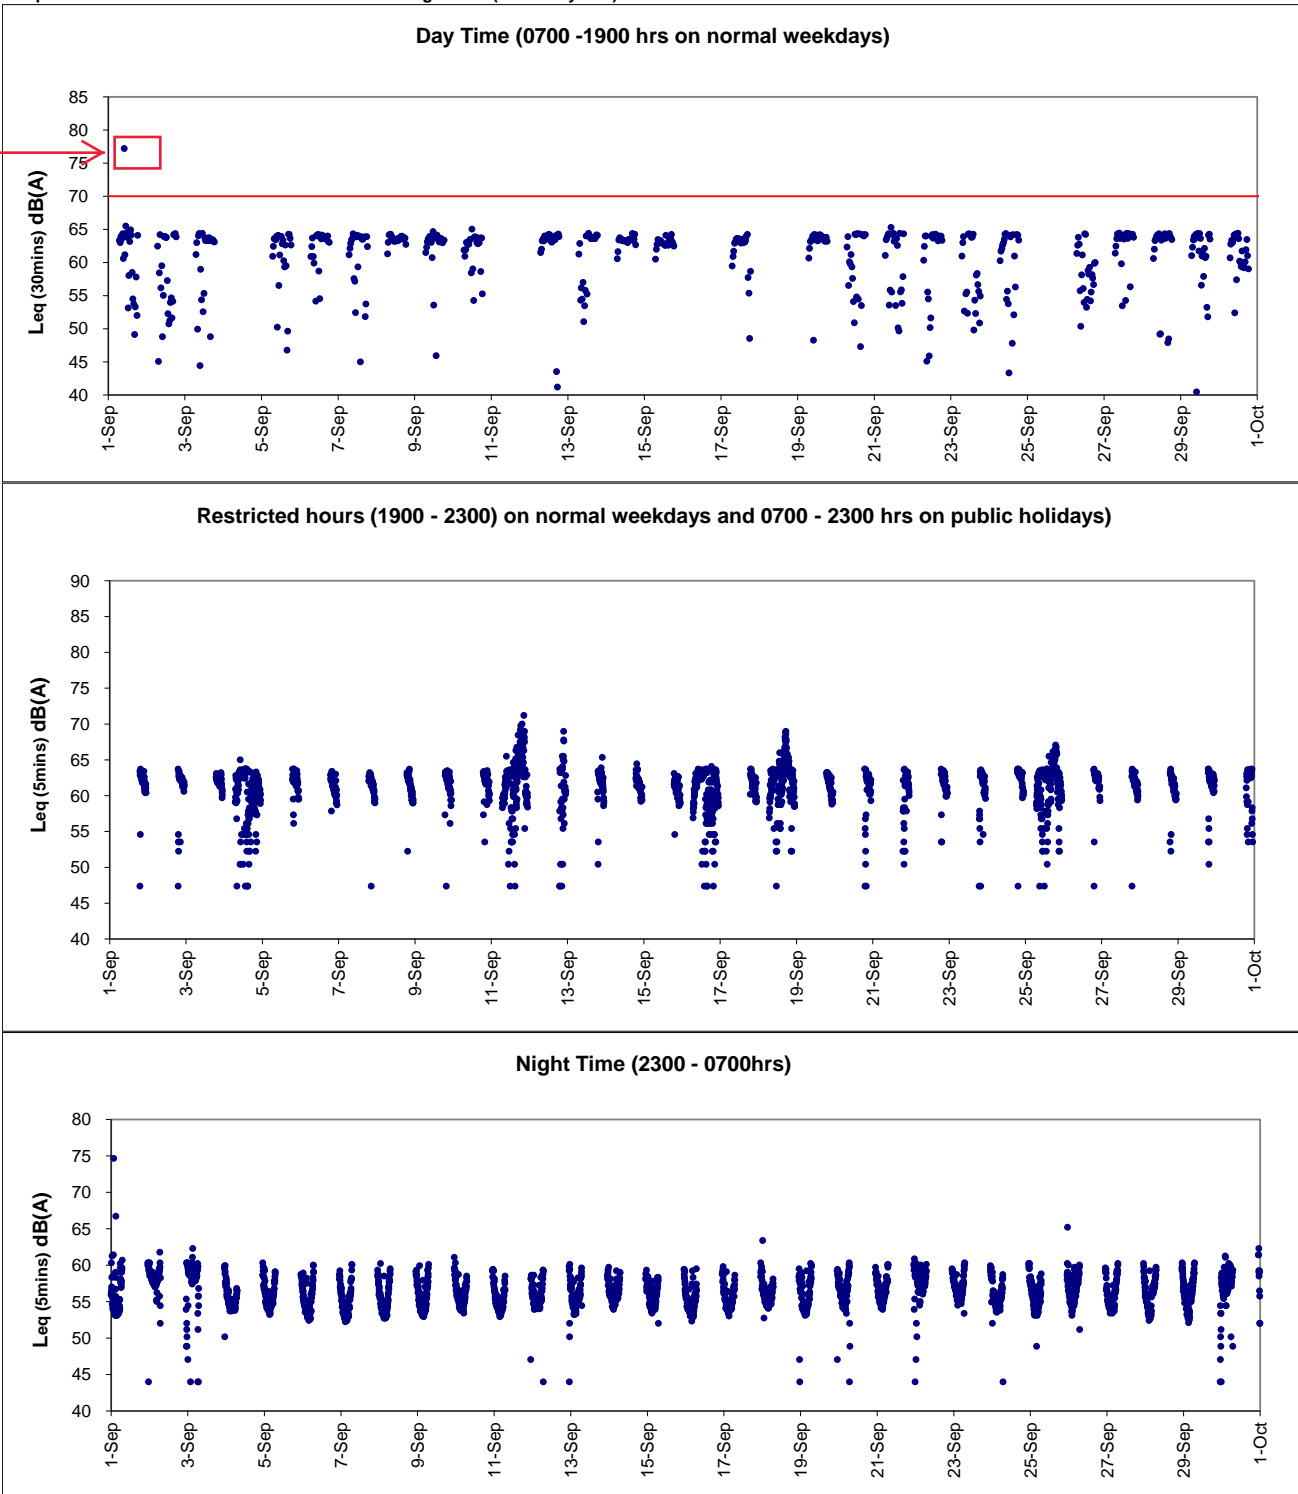 Day Time (0700 -1900 hrs on normal weekdays)
Leq (30mins) dB(A)
85
80
75
70
65
60
55
50
45
40
1-Sep
3-Sep
5-Sep
7-Sep
9-Sep
11-Sep
13-Sep
15-Sep
17-Sep
19-Sep
21-Sep
23-Sep
25-Sep
27-Sep
29-Sep
1-Oct
Restricted hours (1900 - 2300) on normal weekdays and 0700 - 2300 hrs on public holidays)
Leq (5mins) dB(A)
90
85
80
75
70
65
60
55
50
45
40
1-Sep
3-Sep
5-Sep
7-Sep
9-Sep
11-Sep
13-Sep
15-Sep
17-Sep
19-Sep
21-Sep
23-Sep
25-Sep
27-Sep
29-Sep
1-Oct
Night Time (2300 - 0700hrs)
Leq (5mins) dB(A)
80
75
70
65
60
55
50
45
40
1-Sep
3-Sep
5-Sep
7-Sep
9-Sep
11-Sep
13-Sep
15-Sep
17-Sep
19-Sep
21-Sep
23-Sep
25-Sep
27-Sep
29-Sep
1-Oct